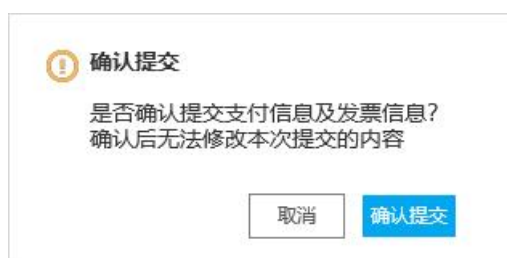 确认提交
是否确认提交支付信息及发票信息?
确认后无法修改本次提交的内容
取消
确认提交